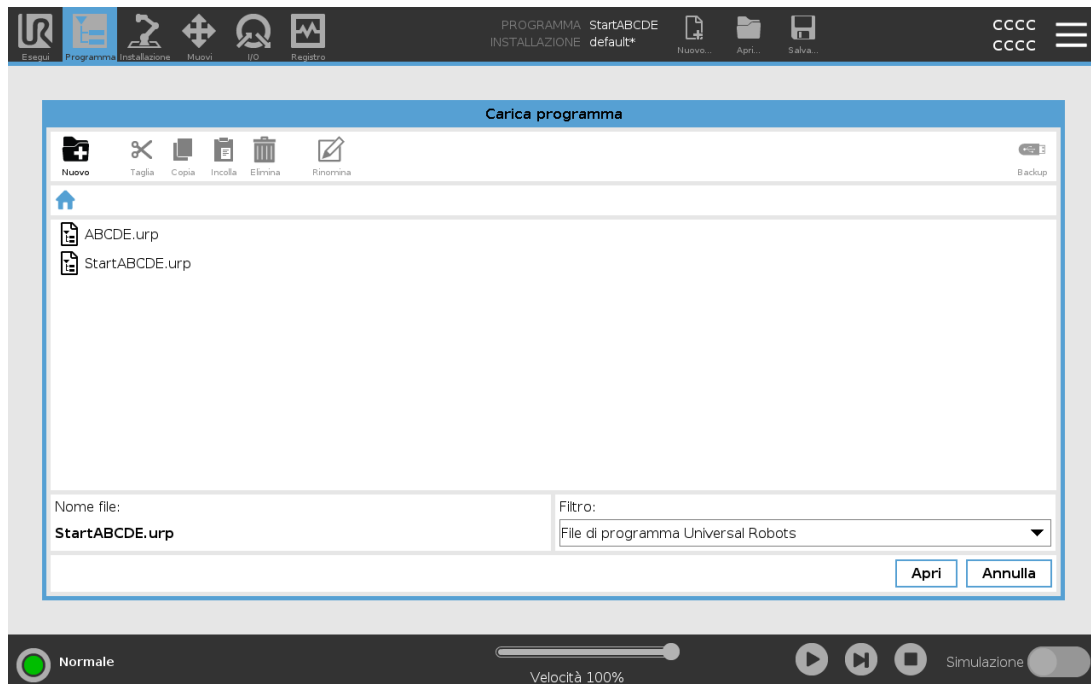 PROGRAMMA StartABCDE
INSTALLAZIONE default*
CCCC
CCCC
Esegui Programma Installazione Muovi I/O Registro Nuovo... Apri... Salva...
Carica programma
Nuovo Taglia Copia Incolla Elimina Rinomina Backup
ABCDE.urp
StartABCDE.urp
Nome file: Filtro:
StartABCDE.urp File di programma Universal Robots
Apri Annulla
Normale Simulazione
Velocità 100%